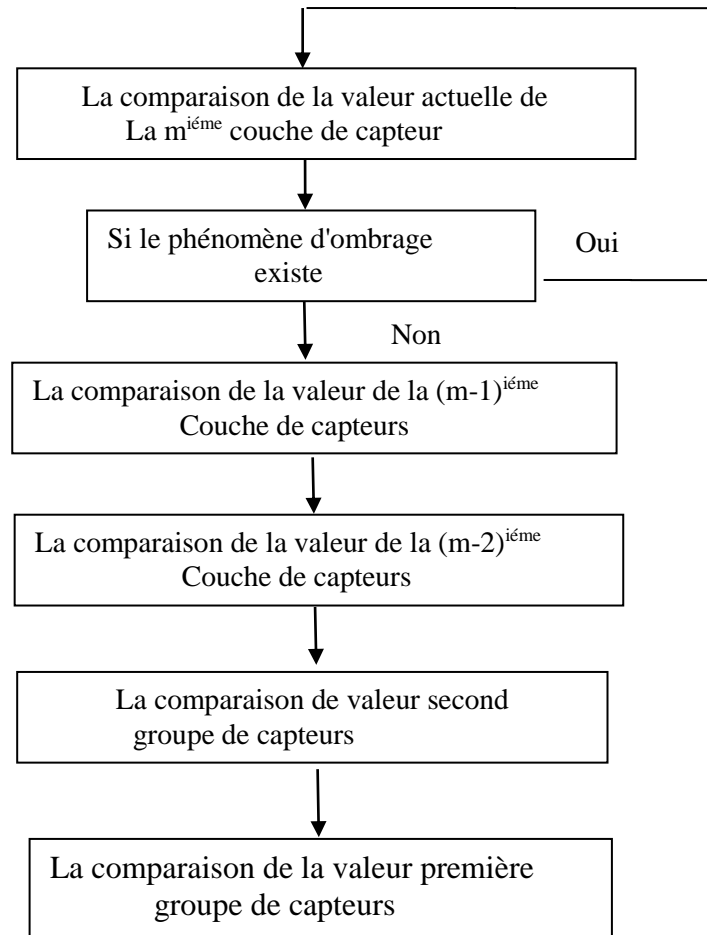 La comparaison de la valeur actuelle de
La m^iéme couche de capteur
Si le phénomène d'ombrage
existe
Oui
Non
La comparaison de la valeur de la (m-1)^iéme
Couche de capteurs
La comparaison de la valeur de la (m-2)^iéme
Couche de capteurs
La comparaison de valeur second
groupe de capteurs
La comparaison de la valeur première
groupe de capteurs